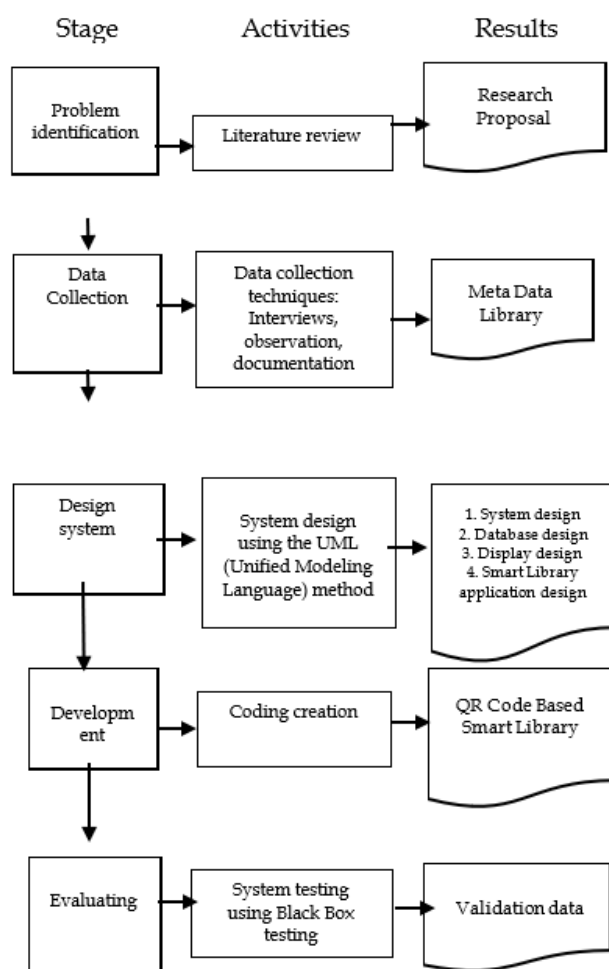 Stage Activities Results
Problem
identification
Literature review
Research
Proposal
Data
Collection
Data collection
techniques:
Interviews,
observation,
documentation
Meta Data
Library
Design
system
System design
using the UML
(Unified Modeling
Language) method
1. System design
2. Database design
3. Display design
4. Smart Library
application design
Developm
ent
Coding creation
QR Code Based
Smart Library
Evaluating
System testing
using Black Box
testing
Validation data